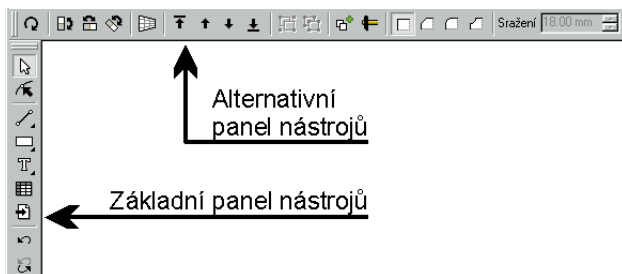 Sražení 18.00 mm
Alternativní
panel nástrojů
Základní panel nástrojů